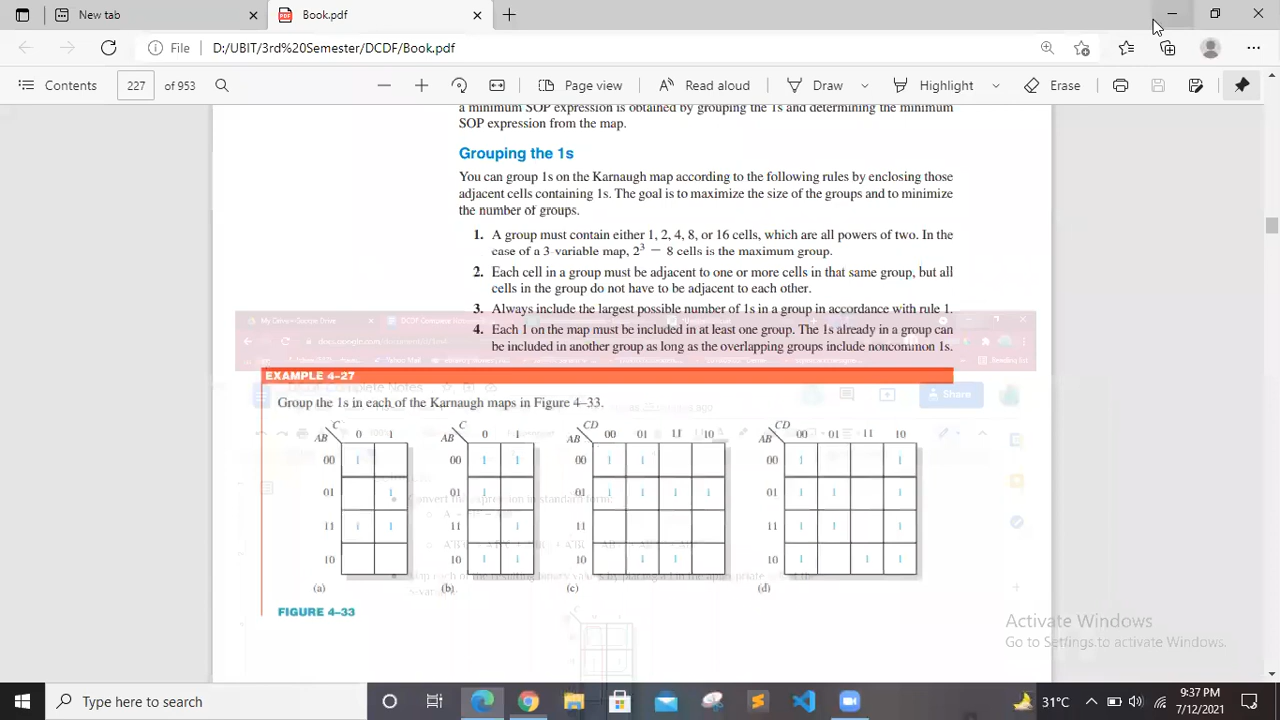 New tab
Book.pdf
File D:/UBIT/3rd%20Semester/DCDF/Book.pdf
Contents 227 of 953 Page view Read aloud Draw Highlight Erase
a minimum SOP expression is obtained by grouping the 1s and determining the minimum
SOP expression from the map.
Grouping the 1s
You can group 1s on the Karnaugh map according to the following rules by enclosing those
adjacent cells containing 1s. The goal is to maximize the size of the groups and to minimize
the number of groups.
1. A group must contain either 1, 2, 4, 8, or 16 cells, which are all powers of two. In the
case of a 3-variable map, 2³ − 8 cells is the maximum group.
2. Each cell in a group must be adjacent to one or more cells in that same group, but all
cells in the group do not have to be adjacent to each other.
3. Always include the largest possible number of 1s in a group in accordance with rule 1.
4. Each 1 on the map must be included in at least one group. The 1s already in a group can
be included in another group as long as the overlapping groups include noncommon 1s.
My Drive - Google Drive DCDF Complete
EXAMPLE 4–27
DCDF Complete Notes
Share
Group the 1s in each of the Karnaugh maps in Figure 4–33.
C C CD CD
AB 0 1 AB 0 1 AB 00 01 11 10 AB 00 01 11 10
00 1 00 1 1 00 1 1 00 1 1
01 1 01 1 01 1 1 1 1 01 1 1 1
11 1 1 11 1 11 11 1 1 1
10 10 1 1 10 1 1 10 1 1 1
(a) (b) (c) (d)
FIGURE 4–33
Activate Windows
Go to Settings to activate Windows.
Type here to search
31°C
9:37 PM
7/12/2021